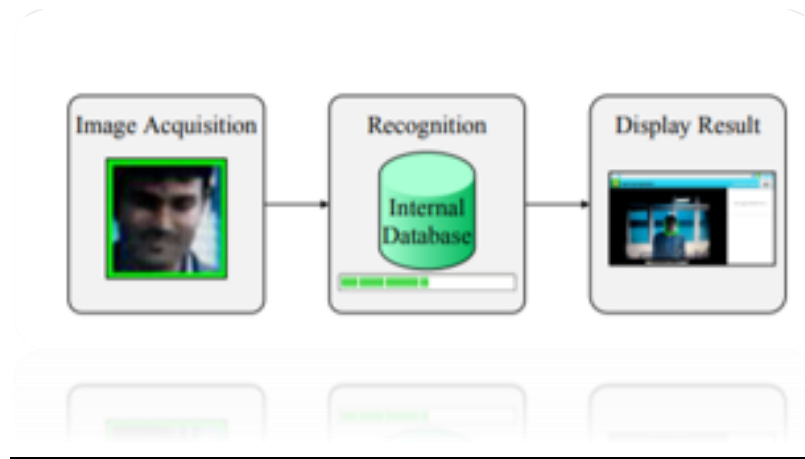 Image Acquisition
Recognition
Display Result
Internal
Database